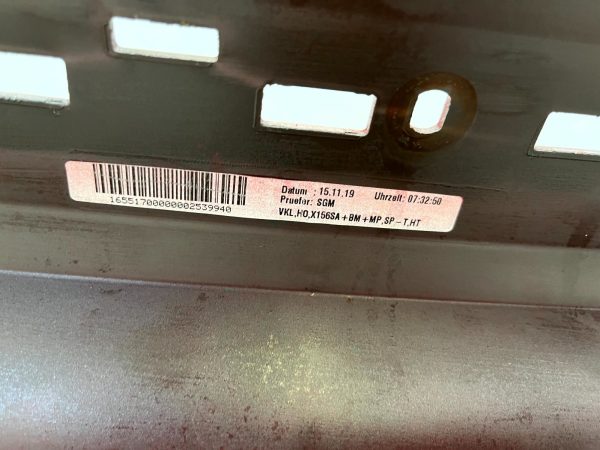 Datum : 15.11.19 Uhrzeit: 07:32:50
Pruefer: SGM
VKL,HO,X156SA+BM+MP,SP-T,HT
1655170000002539940